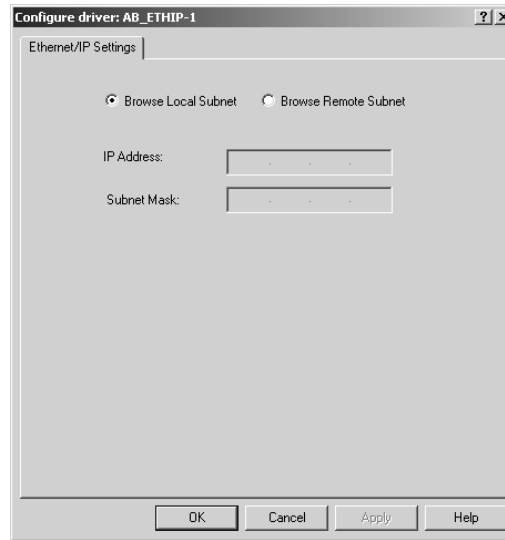 Configure driver: AB_ETHIP-1
Ethernet/IP Settings
Browse Local Subnet Browse Remote Subnet
IP Address:
Subnet Mask:
OK Cancel Apply Help